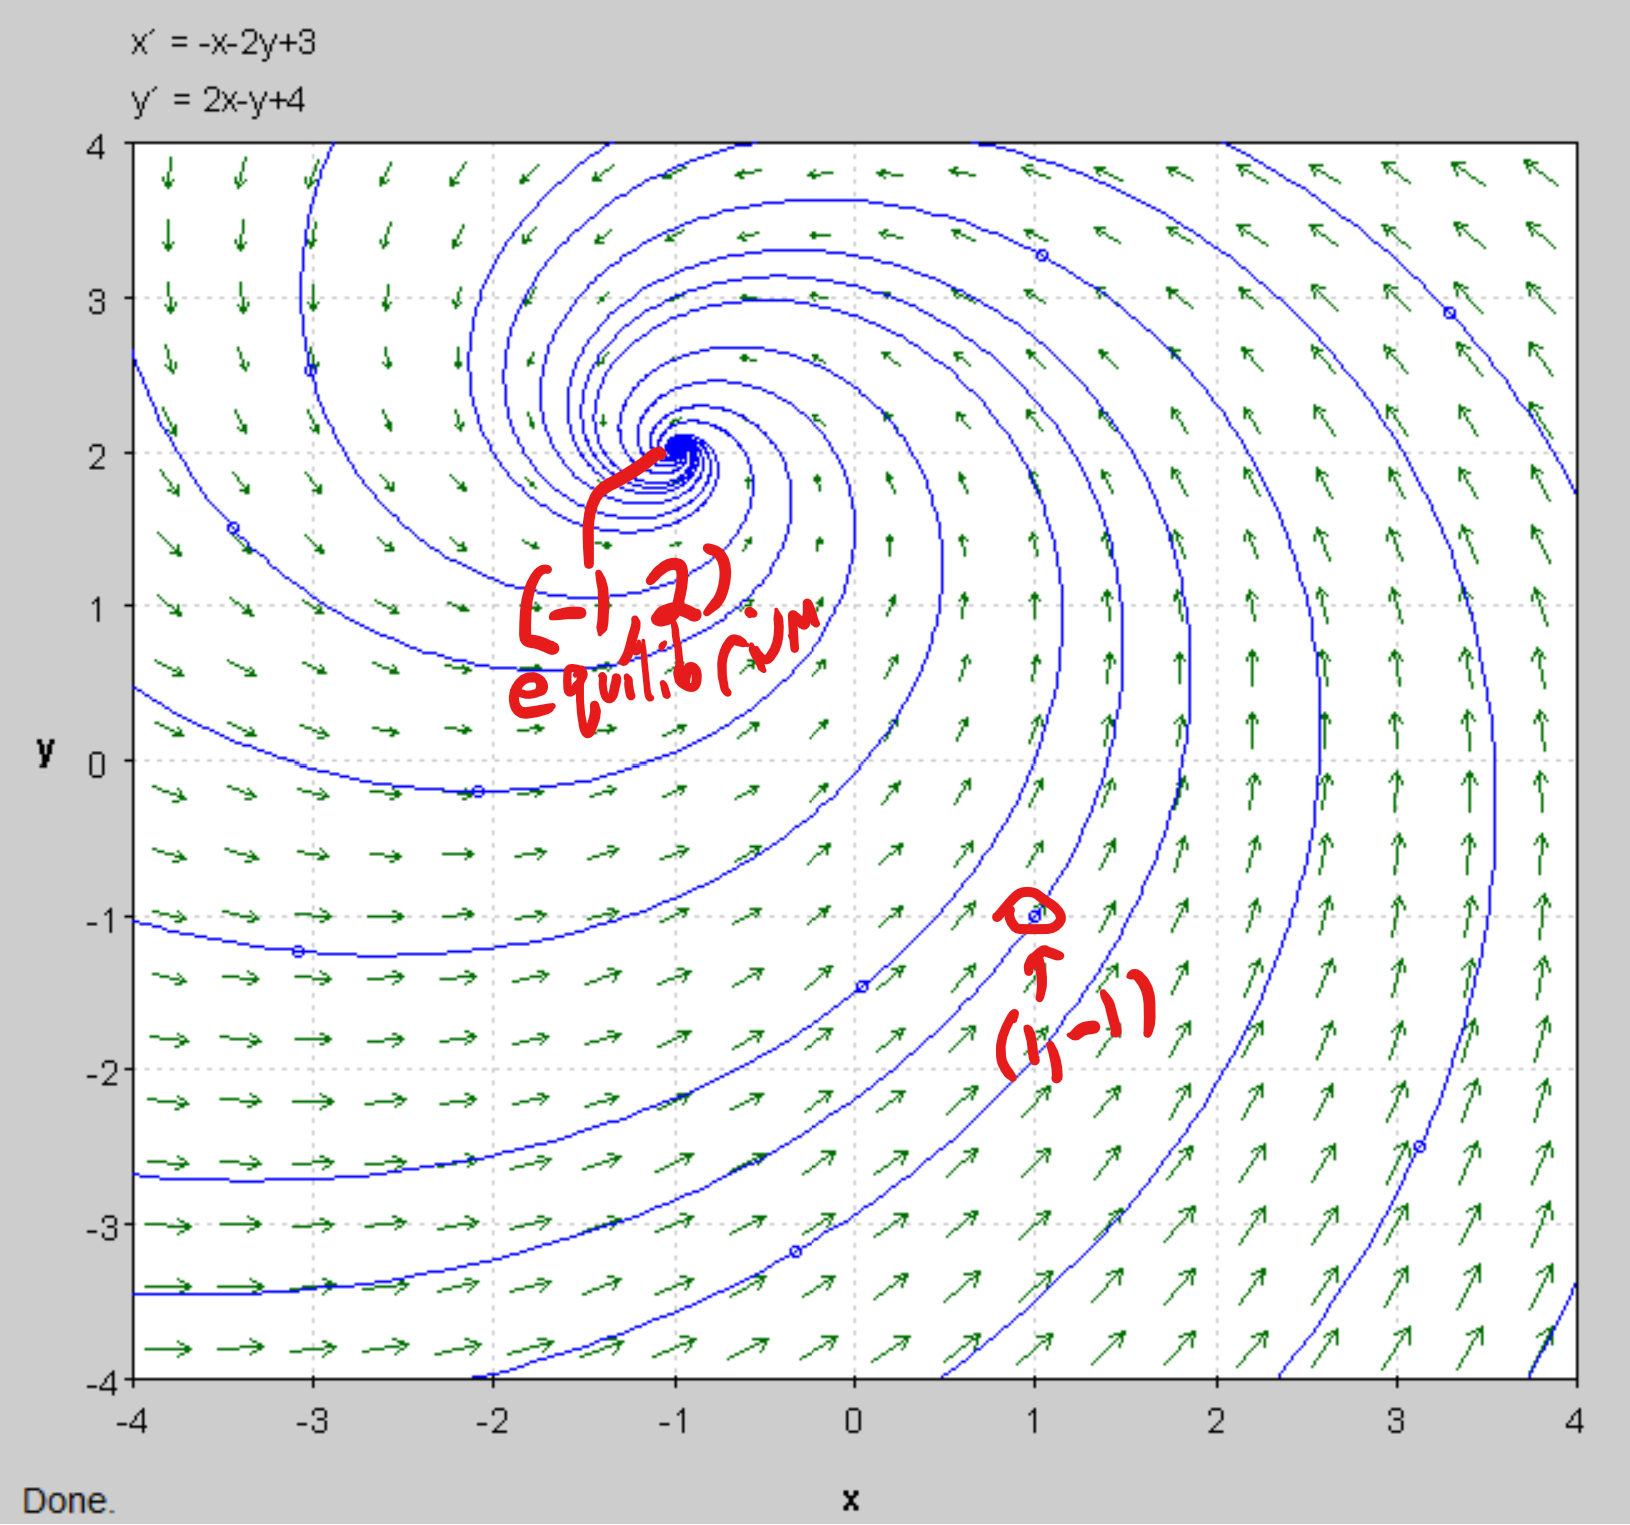 x´ = -x-2y+3
y´ = 2x-y+4
4
3
2
(-1, 2)
equilibrium
1
y
0
-1
(1,-1)
-2
-3
-4
-4 -3 -2 -1 0 1 2 3 4
x
Done.